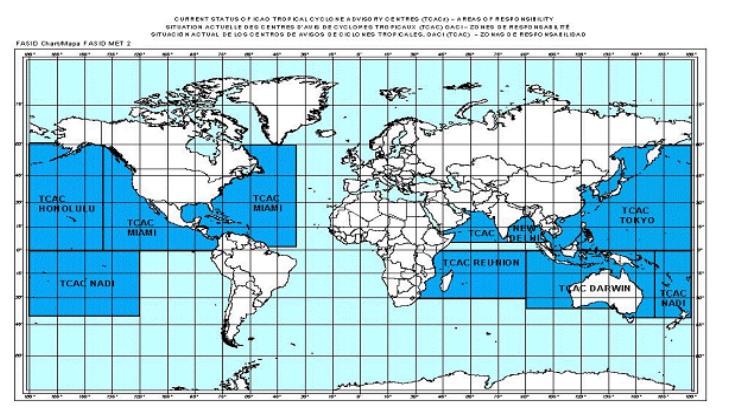 CURRENT STATUS OF ICAO TROPICAL CYCLONE ADVISORY CENTRES (TCACs) – AREAS OF RESPONSIBILITY
SITUATION ACTUELLE DES CENTRES D'AVIS DE CYCLOPES TROPICAUX (TCAC) OACI – ZONES DE RESPONSABILITÉ
SITUACIÓN ACTUAL DE LOS CENTROS DE AVISOS DE CICLONES TROPICALES, OACI (TCAC) – ZONAS DE RESPONSABILIDAD
FASID Chart/Mapa FASID MET 2
TCAC
HONOLULU
TCAC
MIAMI
TCAC
MIAMI
TCAC
TOKYO
TCAC
NEW
DELHI
TCAC REUNION
TCAC NADI
TCAC DARWIN
TCAC
NADI